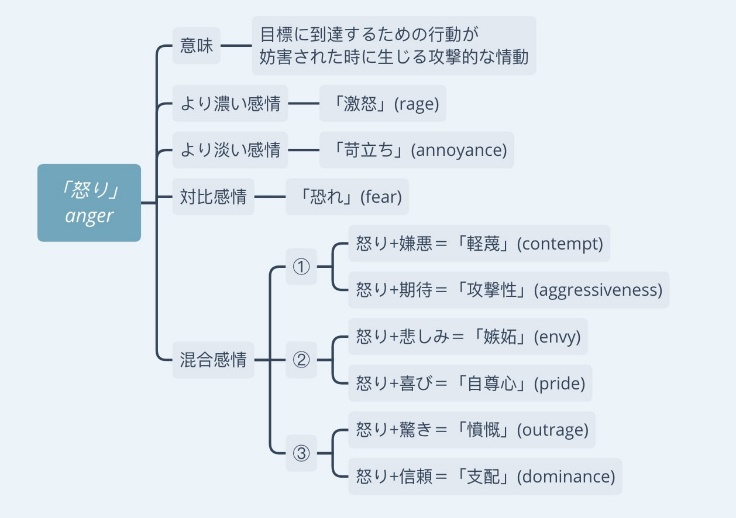 「怒り」
anger
意味
目標に到達するための行動が
妨害された時に生じる攻撃的な情動
より濃い感情
「激怒」(rage)
より淡い感情
「苛立ち」(annoyance)
対比感情
「恐れ」(fear)
混合感情
①
怒り+嫌悪＝「軽蔑」(contempt)
怒り+期待＝「攻撃性」(aggressiveness)
②
怒り+悲しみ＝「嫉妬」(envy)
怒り+喜び＝「自尊心」(pride)
③
怒り+驚き＝「憤慨」(outrage)
怒り+信頼＝「支配」(dominance)